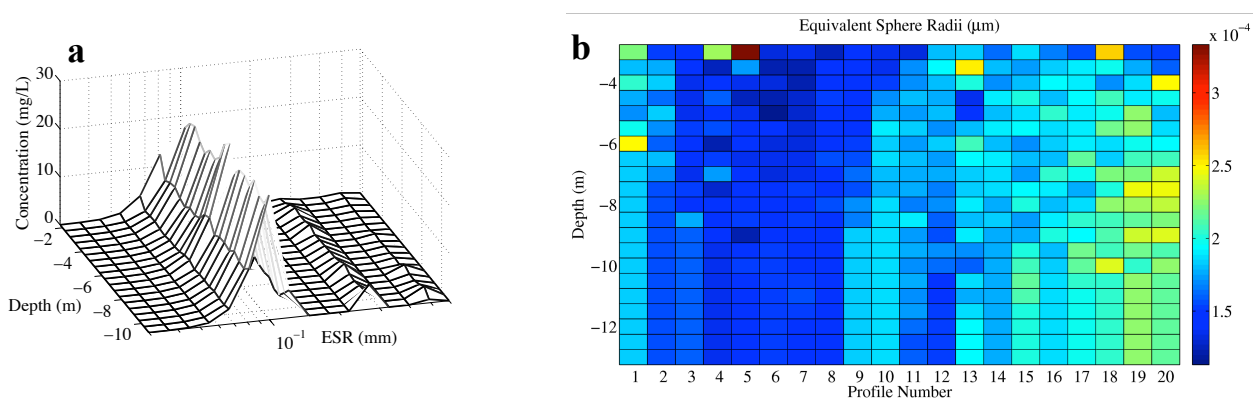 a
Concentration (mg/L)
30
20
10
0
−2
−4
−6
−8
−10
Depth (m)
10⁻¹
ESR (mm)
b
Equivalent Sphere Radii (μm)
x 10⁻⁴
Depth (m)
−4
−6
−8
−10
−12
1 2 3 4 5 6 7 8 9 10 11 12 13 14 15 16 17 18 19 20
Profile Number
3
2.5
2
1.5